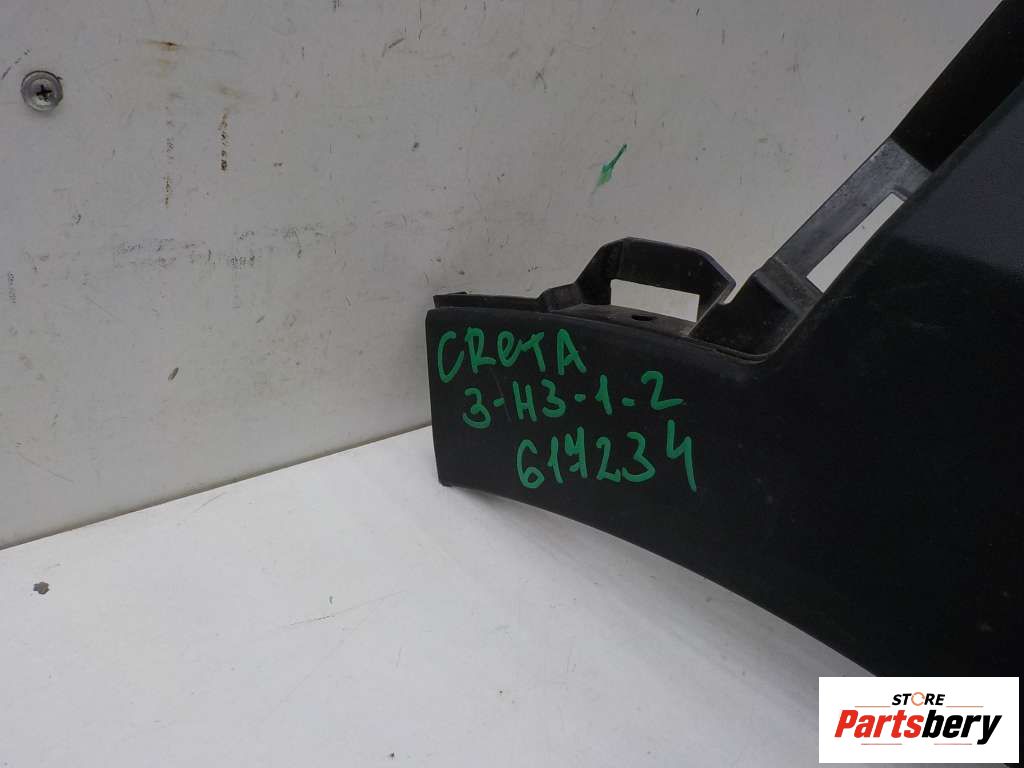 CReTA
3-H3-1-2
617234
STORE
Partsbery